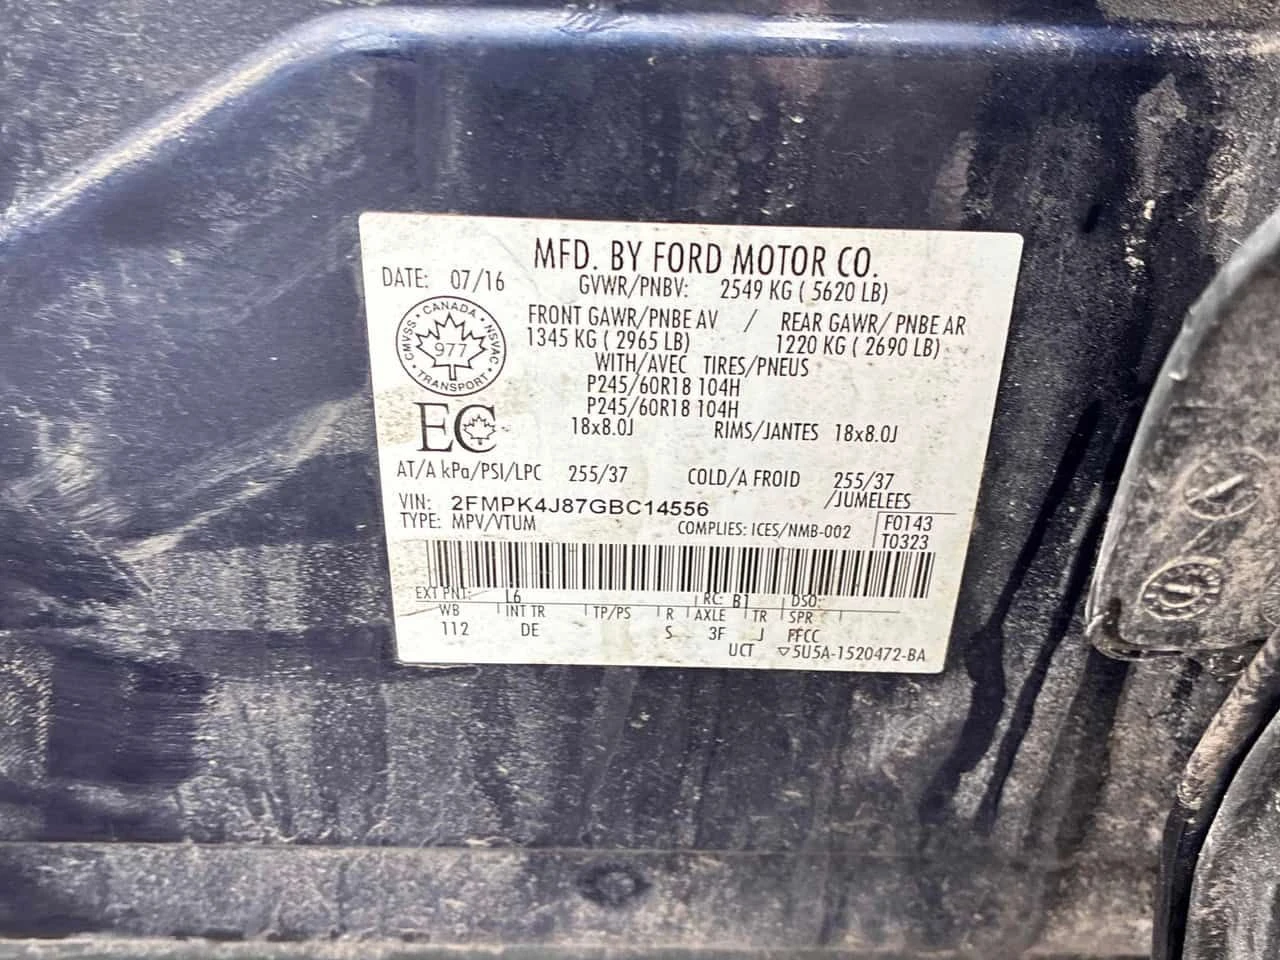 MFD. BY FORD MOTOR CO.
DATE: 07/16
GVWR/PNBV: 2549 KG ( 5620 LB)
FRONT GAWR/PNBE AV / REAR GAWR/ PNBE AR
1345 KG ( 2965 LB) 1220 KG ( 2690 LB)
WITH/AVEC TIRES/PNEUS
P245/60R18 104H
P245/60R18 104H
18x8.0J RIMS/JANTES 18x8.0J
CANADA
CMVSS NSVAC
977
TRANSPORT
EC
AT/A kPa/PSI/LPC 255/37 COLD/A FROID 255/37
/JUMELEES
VIN: 2FMPK4J87GBC14556
TYPE: MPV/VTUM COMPLIES: ICES/NMB-002
F0143
T0323
EXT PNT: L6 RC: B1 DSO:
WB INT TR TP/PS R AXLE TR SPR
112 DE S 3F J FFCC
UCT ▽5U5A-1520472-BA